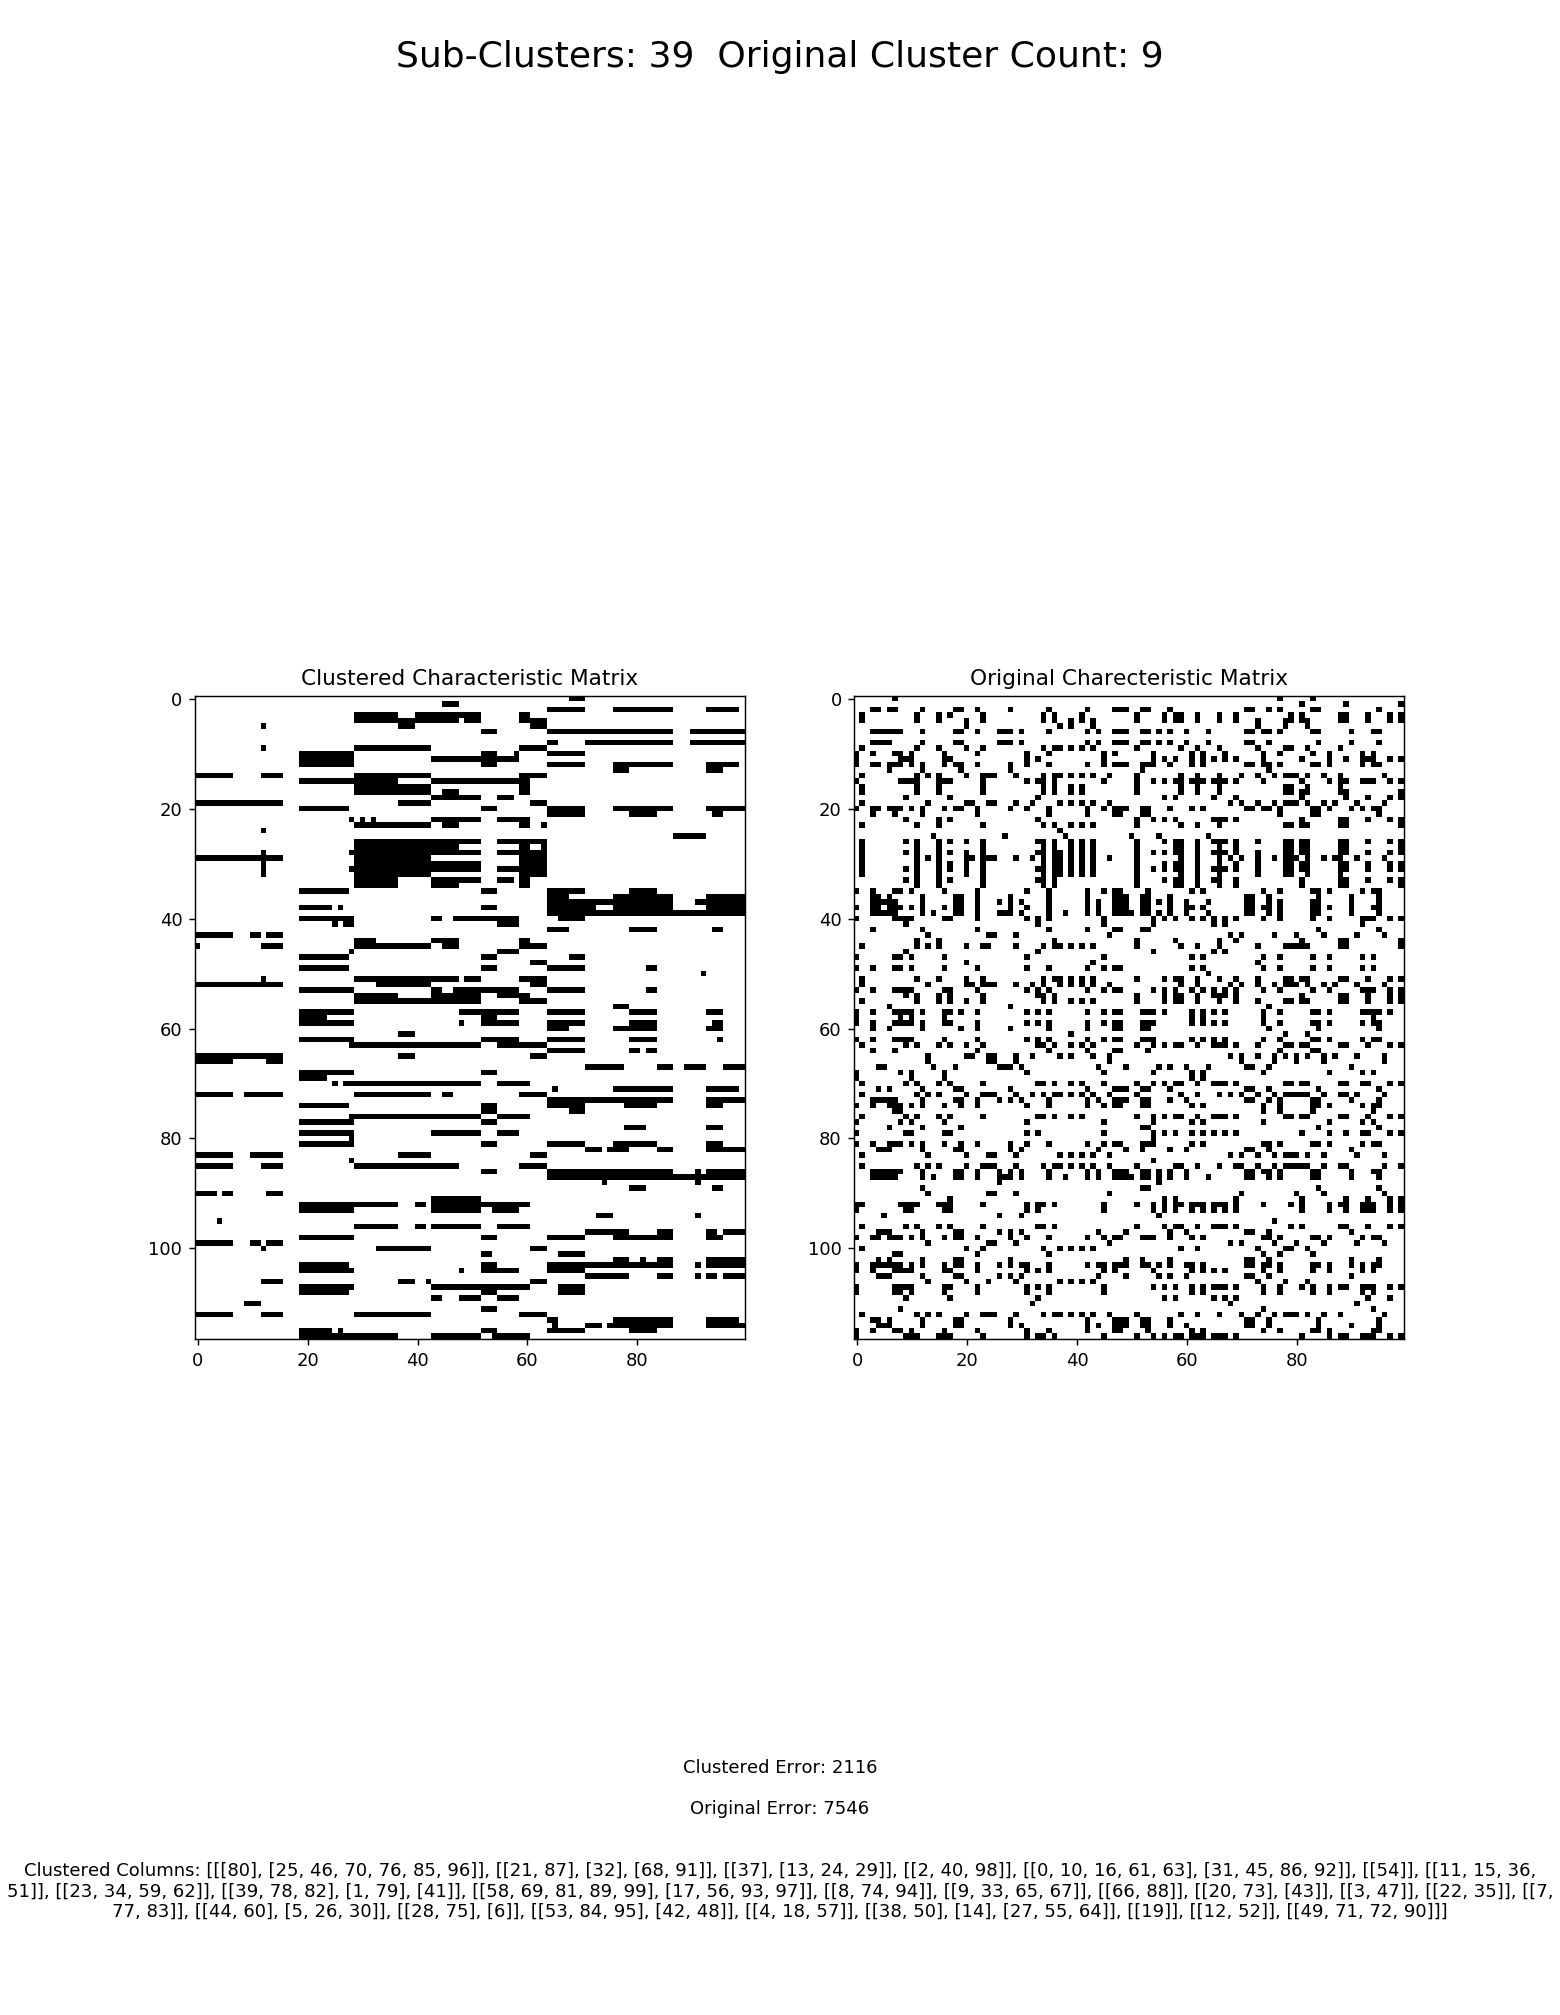 Sub-Clusters: 39  Original Cluster Count: 9
Clustered Characteristic Matrix
0
20
40
60
80
100
0 20 40 60 80
Original Charecteristic Matrix
0
20
40
60
80
100
0 20 40 60 80
Clustered Error: 2116
Original Error: 7546
Clustered Columns: [[[80], [25, 46, 70, 76, 85, 96]], [[21, 87], [32], [68, 91]], [[37], [13, 24, 29]], [[2, 40, 98]], [[0, 10, 16, 61, 63], [31, 45, 86, 92]], [[54]], [[11, 15, 36,
51]], [[23, 34, 59, 62]], [[39, 78, 82], [1, 79], [41]], [[58, 69, 81, 89, 99], [17, 56, 93, 97]], [[8, 74, 94]], [[9, 33, 65, 67]], [[66, 88]], [[20, 73], [43]], [[3, 47]], [[22, 35]], [[7,
77, 83]], [[44, 60], [5, 26, 30]], [[28, 75], [6]], [[53, 84, 95], [42, 48]], [[4, 18, 57]], [[38, 50], [14], [27, 55, 64]], [[19]], [[12, 52]], [[49, 71, 72, 90]]]